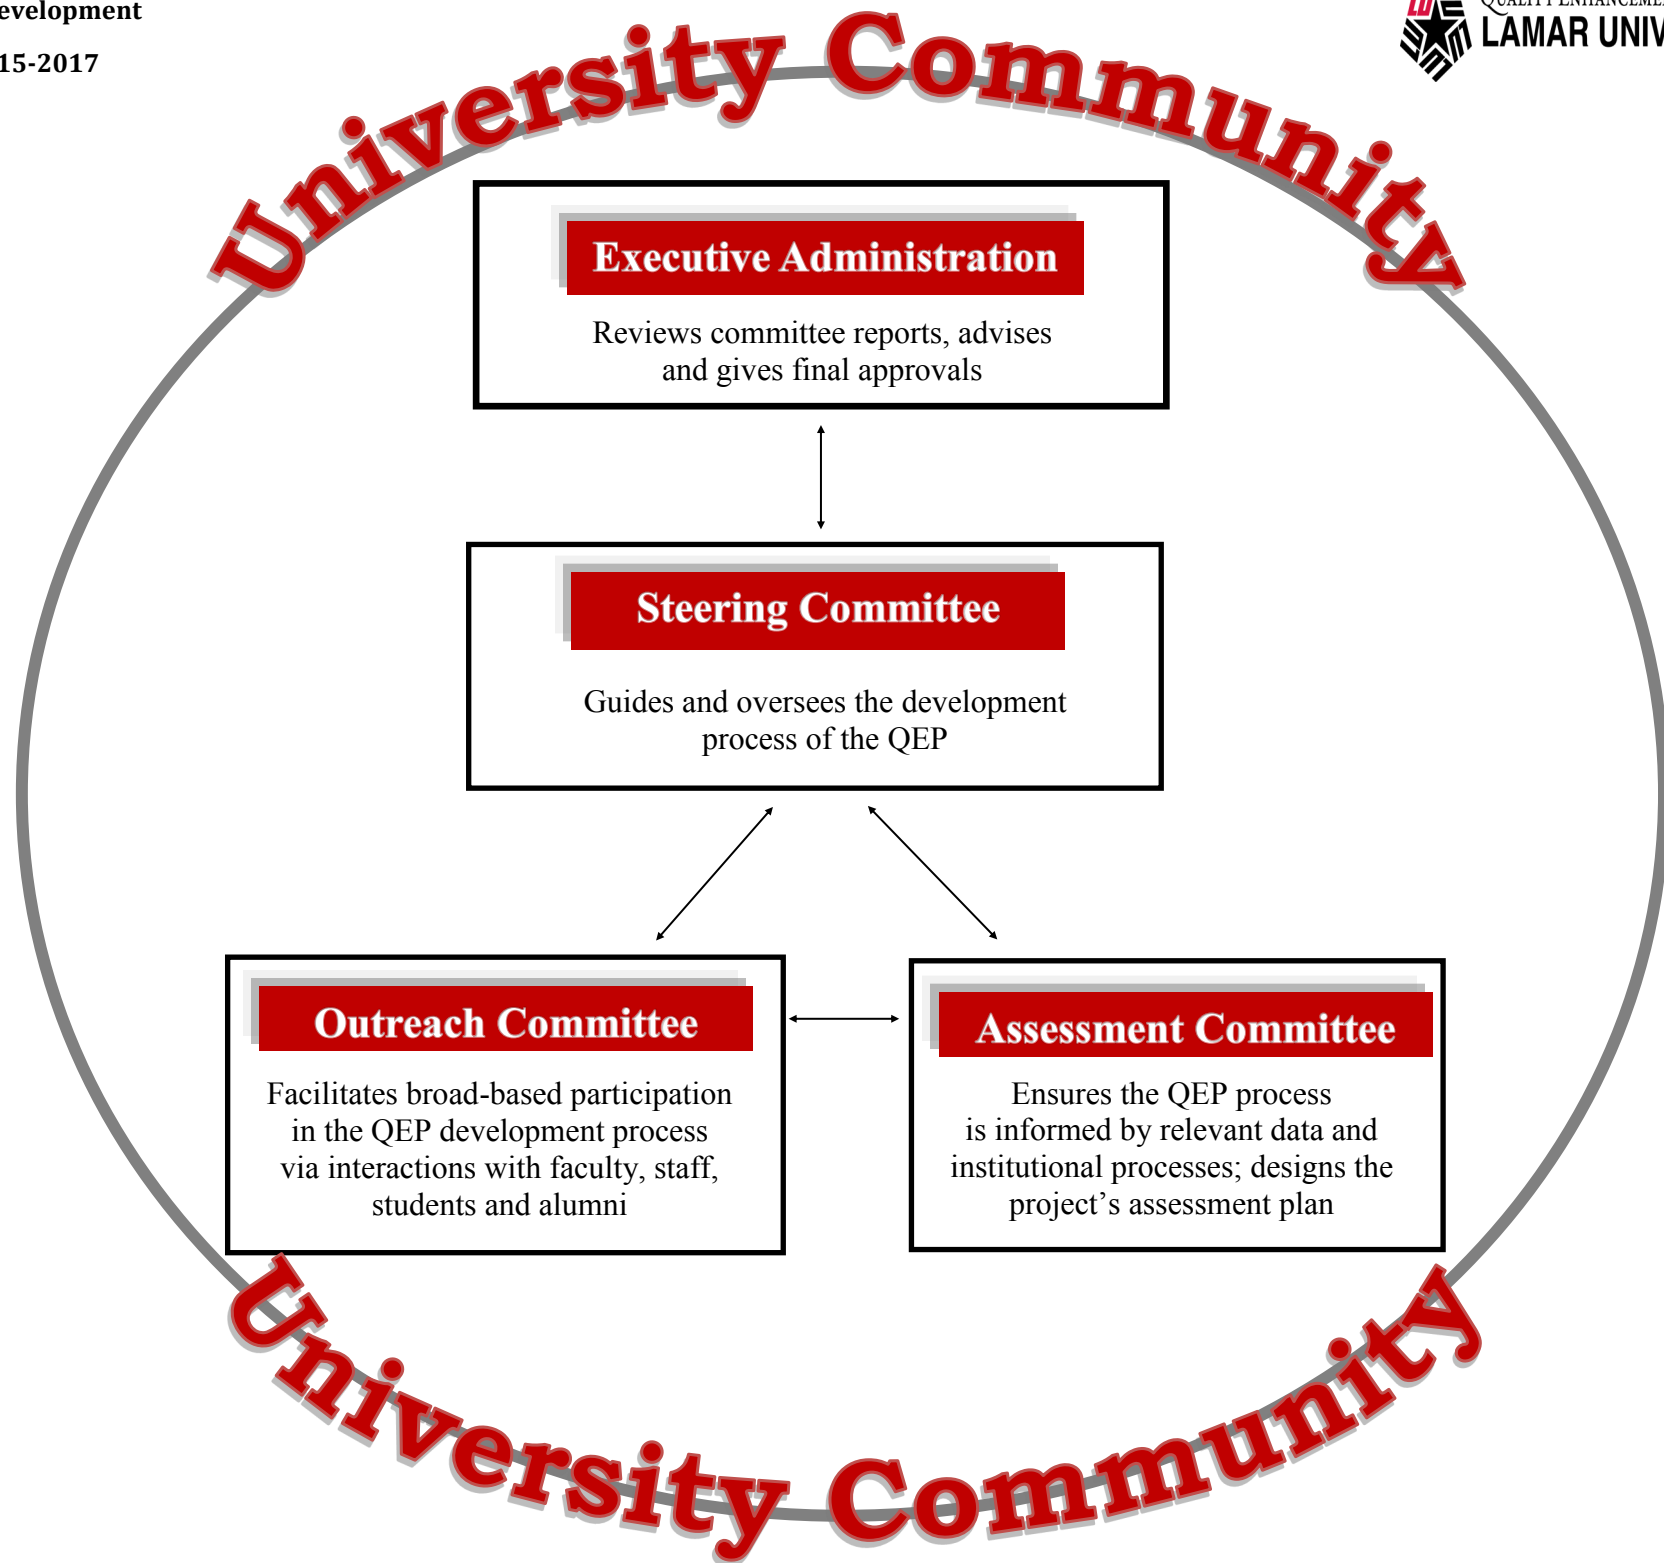 evelopment
15-2017
QUALITY ENHANCEMEN
LAMAR UNIV
University Community
Executive Administration
Reviews committee reports, advises
and gives final approvals
Steering Committee
Guides and oversees the development
process of the QEP
Outreach Committee
Facilitates broad-based participation
in the QEP development process
via interactions with faculty, staff,
students and alumni
Assessment Committee
Ensures the QEP process
is informed by relevant data and
institutional processes; designs the
project’s assessment plan
University Community